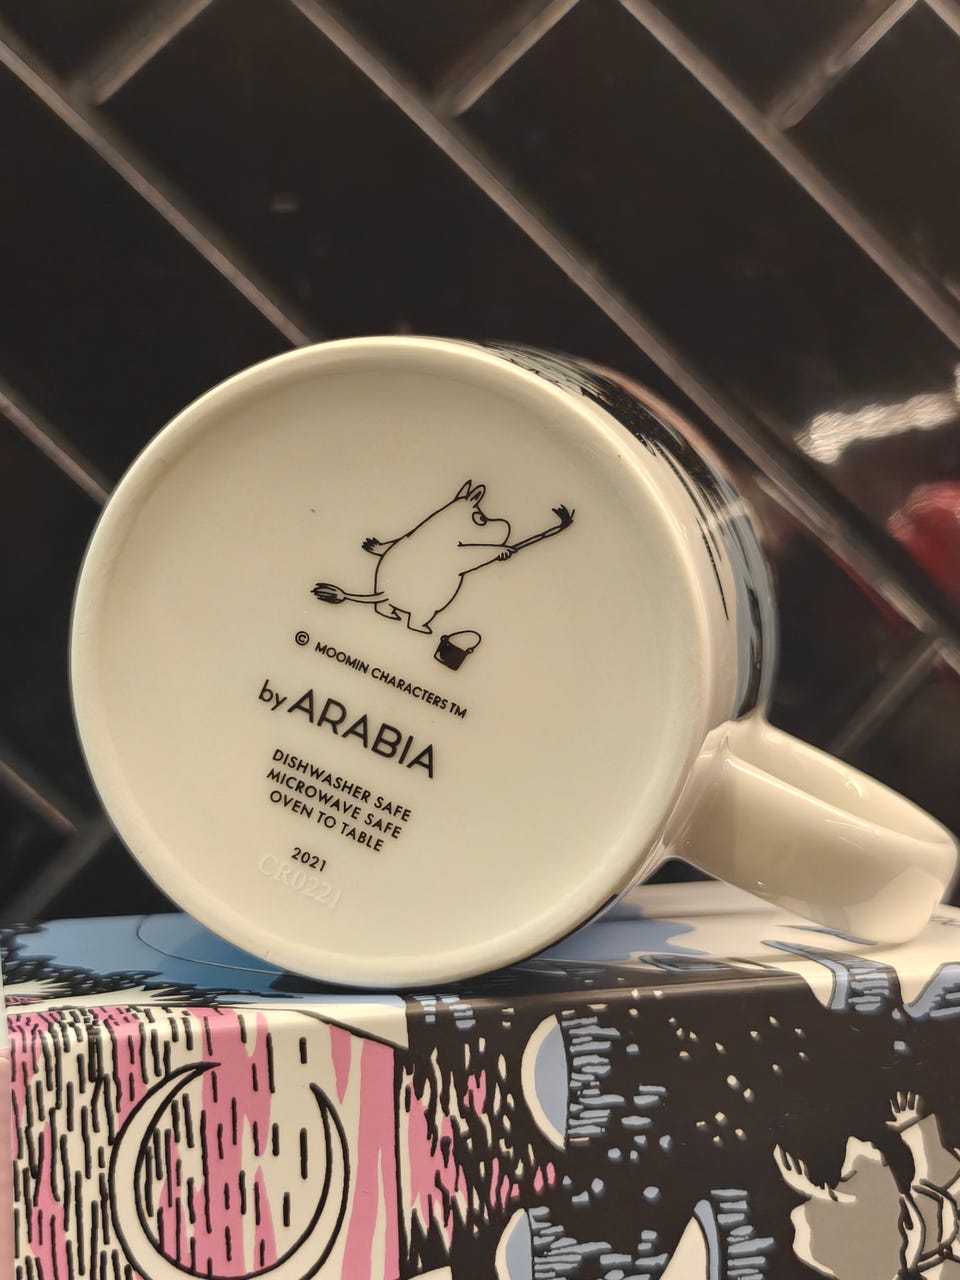 © MOOMIN CHARACTERS™
by ARABIA
DISHWASHER SAFE
MICROWAVE SAFE
OVEN TO TABLE
2021
CR0221